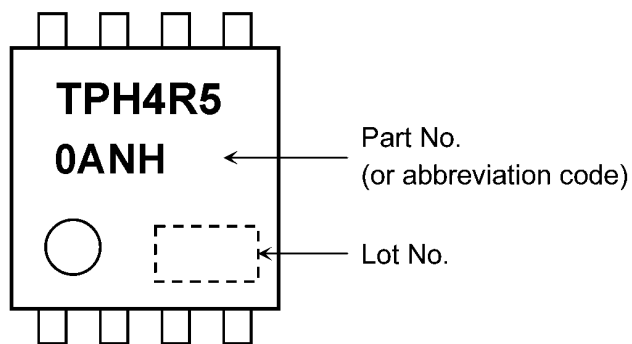 TPH4R5
0ANH
Part No.
(or abbreviation code)
Lot No.